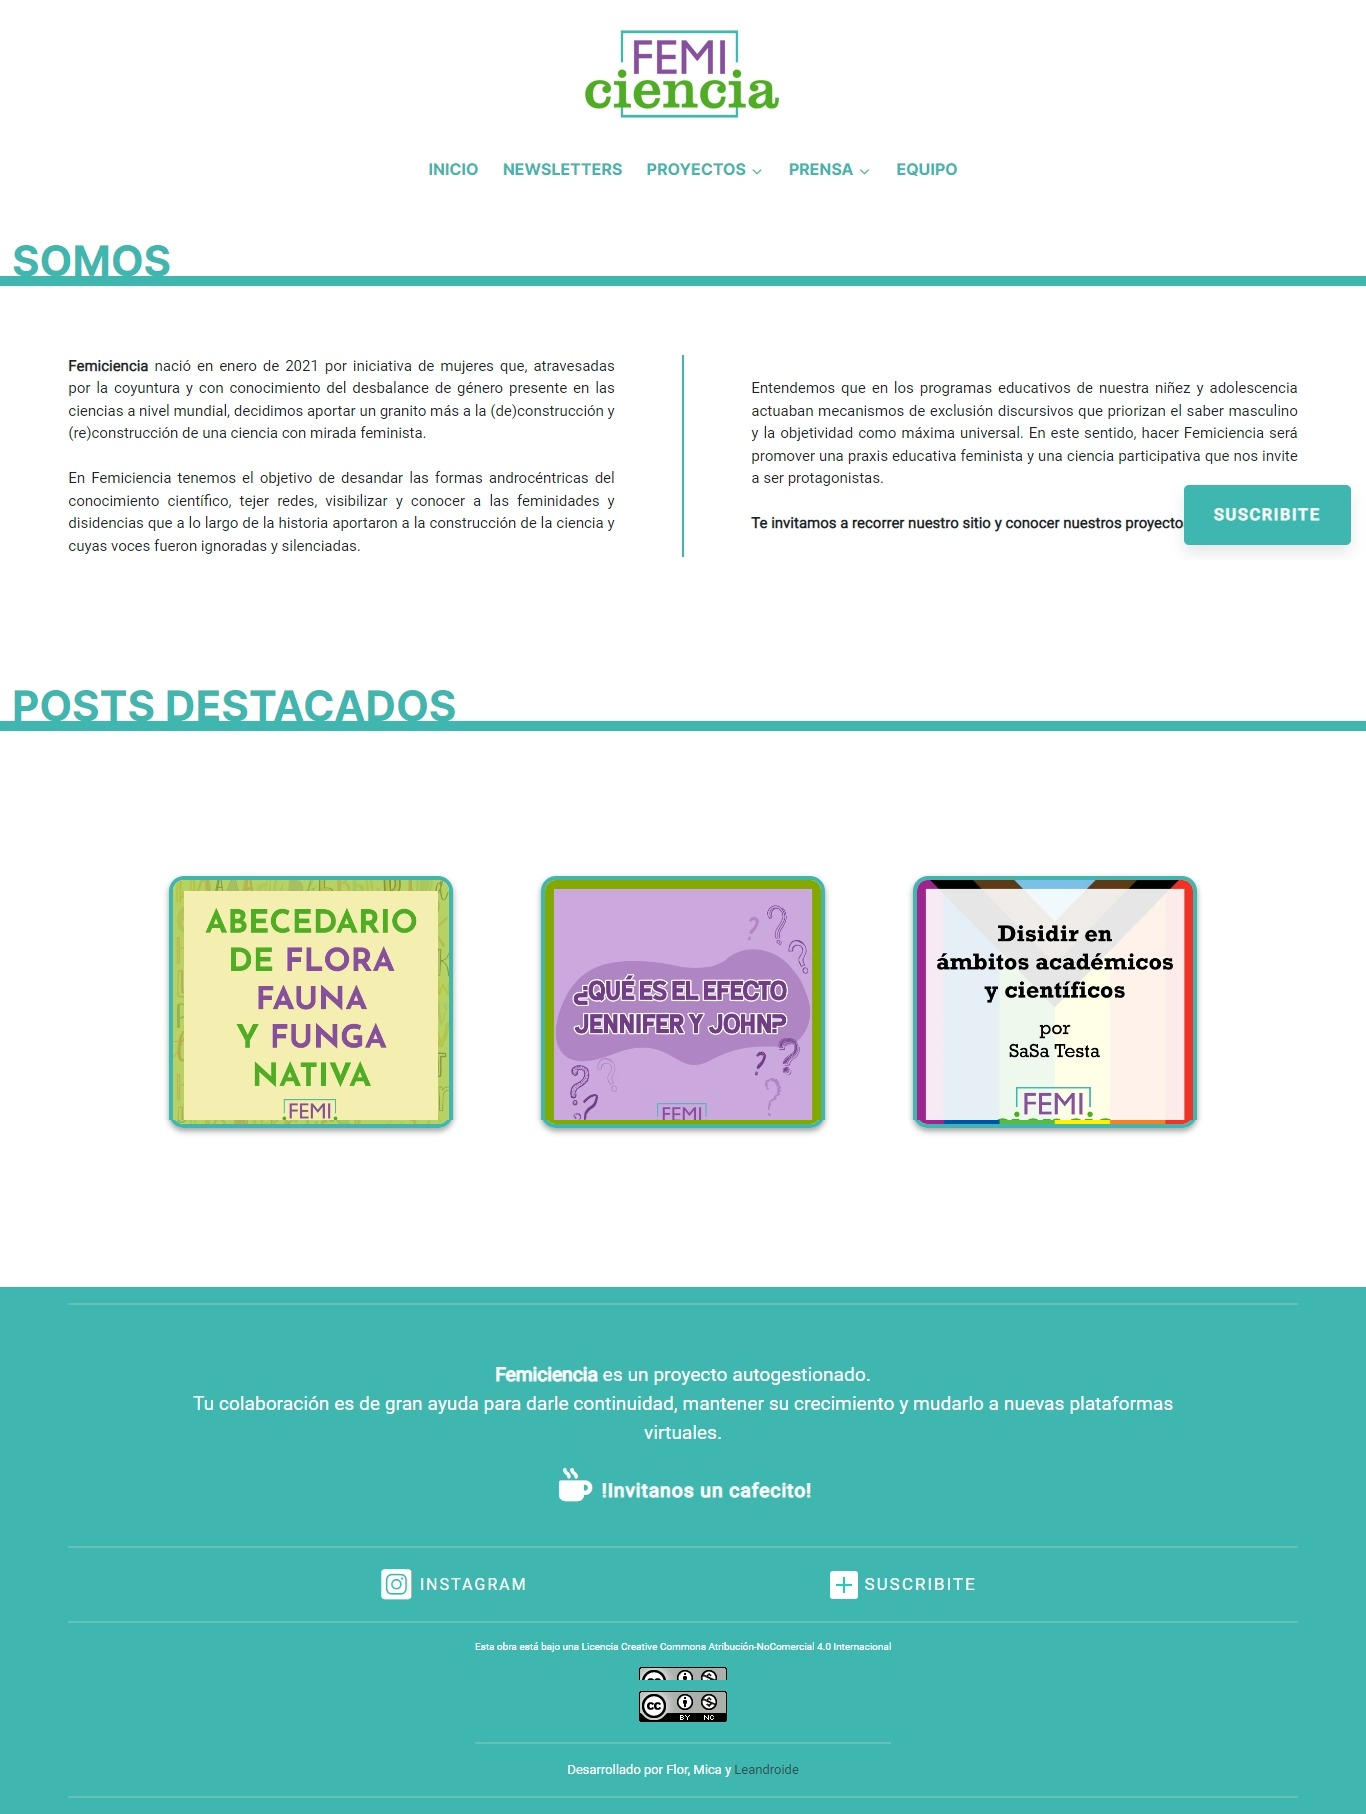 FEMI
ciencia
INICIO NEWSLETTERS PROYECTOS PRENSA EQUIPO
SOMOS
Femiciencia nació en enero de 2021 por iniciativa de mujeres que, atravesadas
por la coyuntura y con conocimiento del desbalance de género presente en las
ciencias a nivel mundial, decidimos aportar un granito más a la (de)construcción y
(re)construcción de una ciencia con mirada feminista.
En Femiciencia tenemos el objetivo de desandar las formas androcéntricas del
conocimiento científico, tejer redes, visibilizar y conocer a las feminidades y
disidencias que a lo largo de la historia aportaron a la construcción de la ciencia y
cuyas voces fueron ignoradas y silenciadas.
Entendemos que en los programas educativos de nuestra niñez y adolescencia
actuaban mecanismos de exclusión discursivos que priorizan el saber masculino
y la objetividad como máxima universal. En este sentido, hacer Femiciencia será
promover una praxis educativa feminista y una ciencia participativa que nos invite
a ser protagonistas.
Te invitamos a recorrer nuestro sitio y conocer nuestros proyecto
SUSCRIBITE
POSTS DESTACADOS
ABECEDARIO
DE FLORA
FAUNA
Y FUNGA
NATIVA
FEMI
¿QUÉ ES EL EFECTO
JENNIFER Y JOHN?
FEMI
Disidir en
ámbitos académicos
y científicos
por
SaSa Testa
FEMI
Femiciencia es un proyecto autogestionado.
Tu colaboración es de gran ayuda para darle continuidad, mantener su crecimiento y mudarlo a nuevas plataformas
virtuales.
!Invitanos un cafecito!
INSTAGRAM
SUSCRIBITE
Esta obra está bajo una Licencia Creative Commons Atribución-NoComercial 4.0 Internacional
cc BY NC
Desarrollado por Flor, Mica y Leandroide